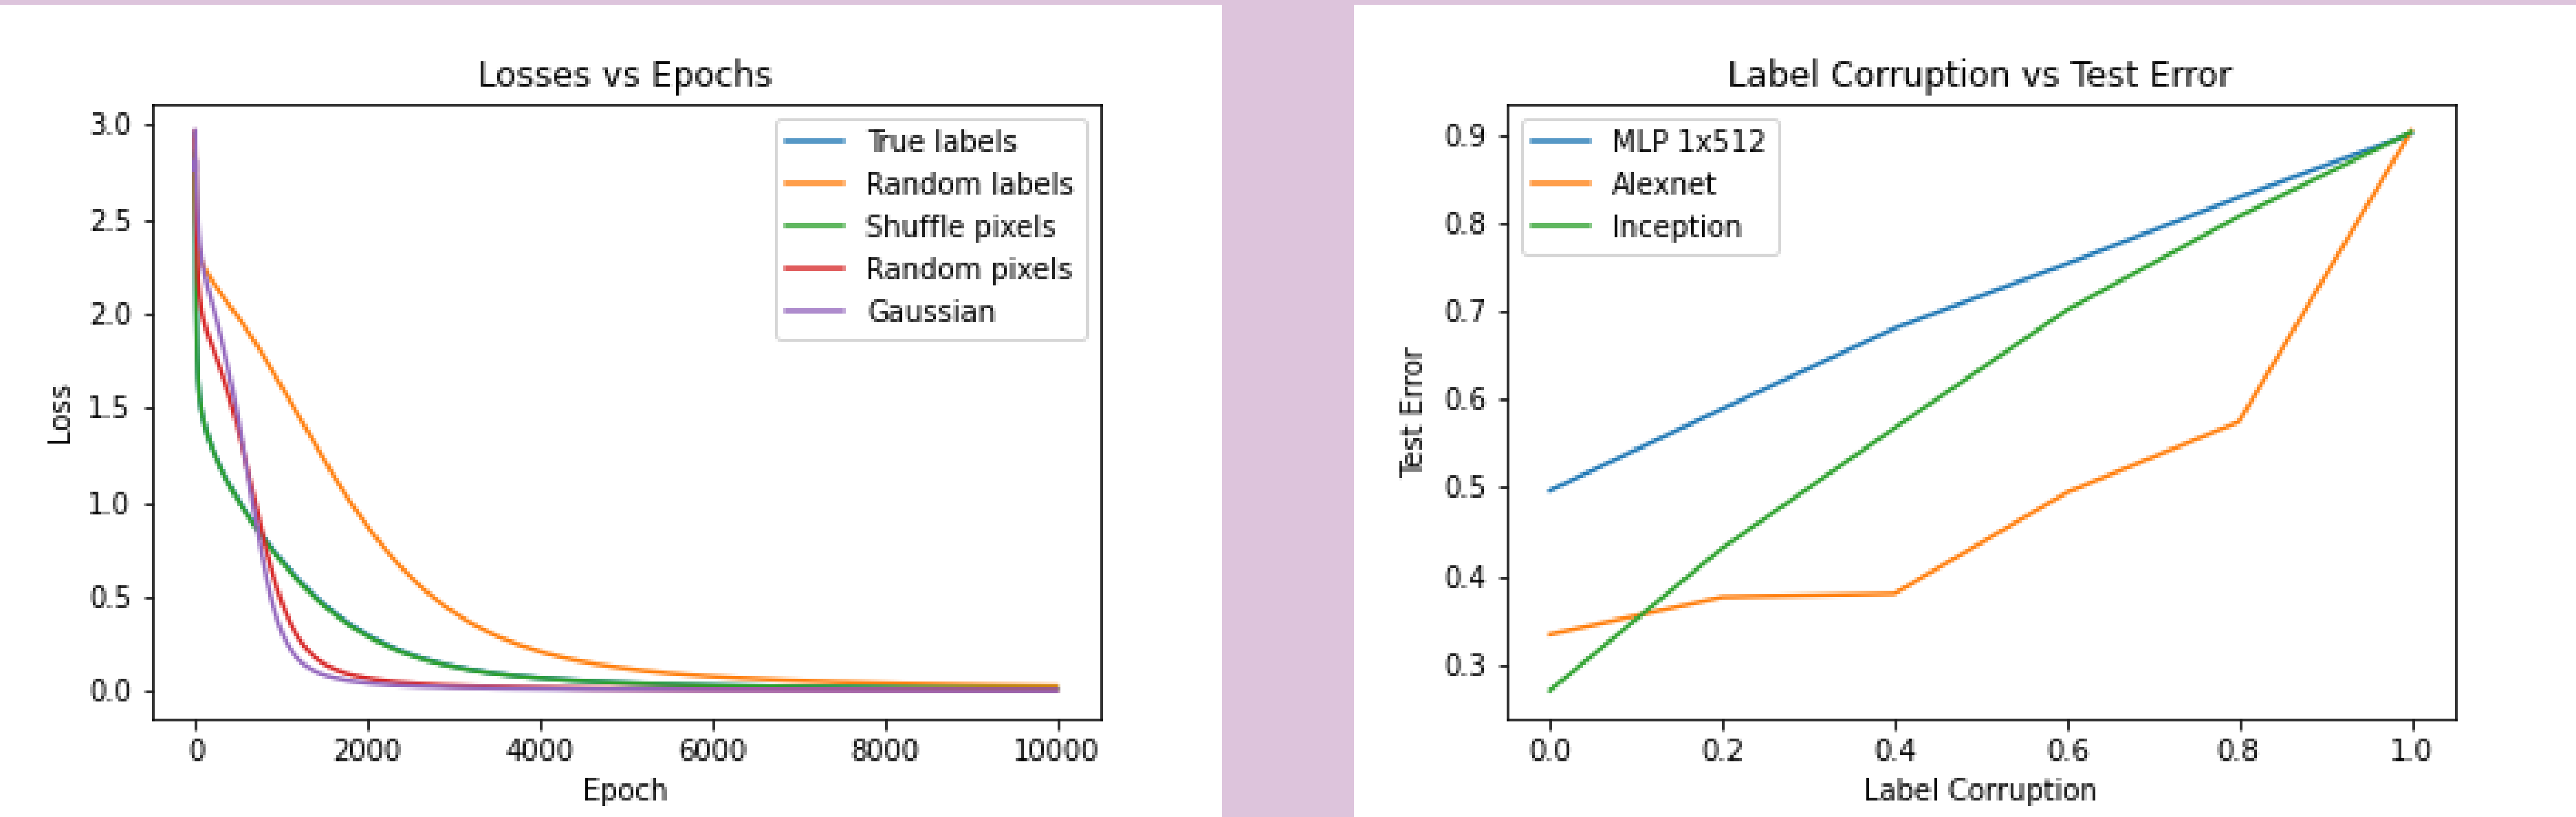 Losses vs Epochs
3.0
2.5
2.0
1.5
1.0
0.5
0.0
Loss
True labels
Random labels
Shuffle pixels
Random pixels
Gaussian
0 2000 4000 6000 8000 10000
Epoch
Label Corruption vs Test Error
0.9
0.8
0.7
0.6
0.5
0.4
0.3
Test Error
MLP 1x512
Alexnet
Inception
0.0 0.2 0.4 0.6 0.8 1.0
Label Corruption